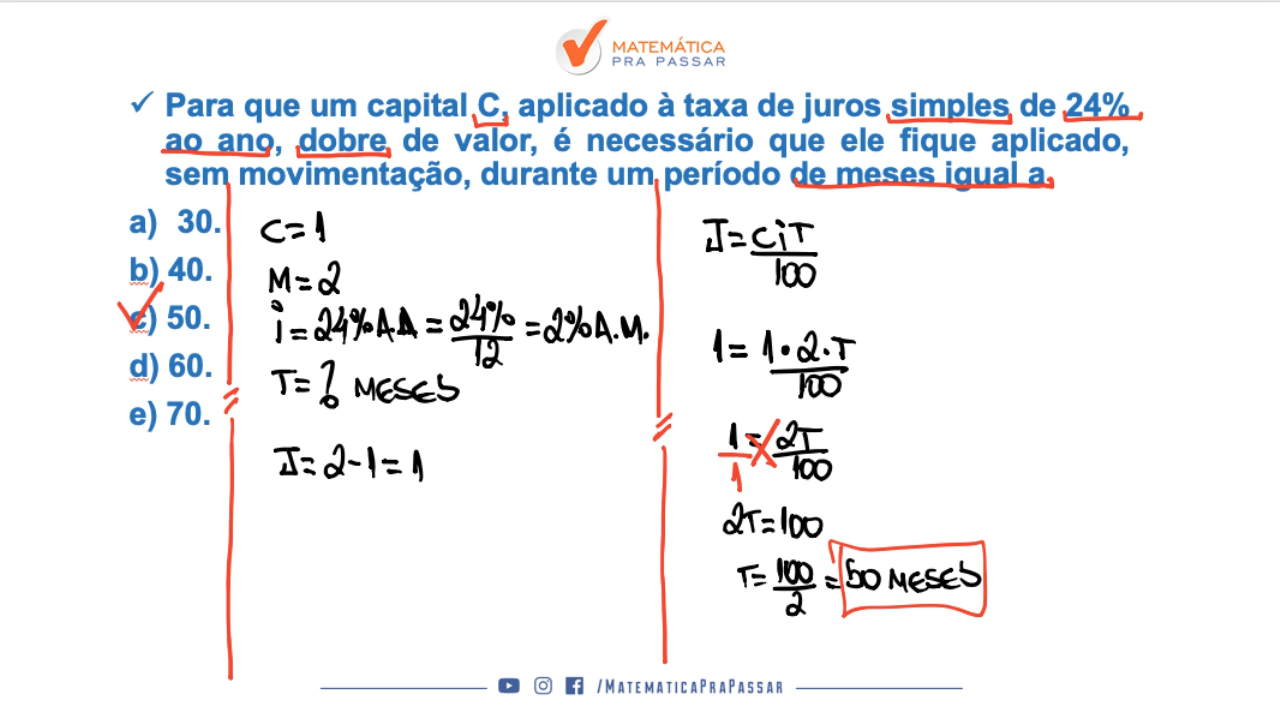 MATEMÁTICA
PRA PASSAR
✓ Para que um capital C, aplicado à taxa de juros simples de 24%
ao ano, dobre de valor, é necessário que ele fique aplicado,
sem movimentação, durante um período de meses igual a
a) 30.
b) 40.
c) 50.
d) 60.
e) 70.
C = 1
M = 2
i = 24% A.A = 24%/12 = 2% A.M.
T = ? MESES
J = 2 - 1 = 1
J = CiT/100
1 = 1 · 2 · T/100
1/1 = 2T/100
2T = 100
T = 100/2 = 50 MESES
/MATEMATICAPRAPASSAR